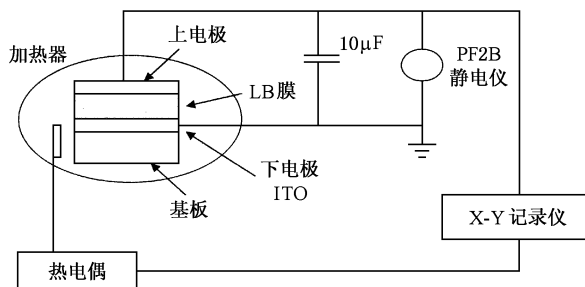 加热器
上电极
LB膜
下电极
ITO
基板
10μF
PF2B
静电仪
X-Y 记录仪
热电偶